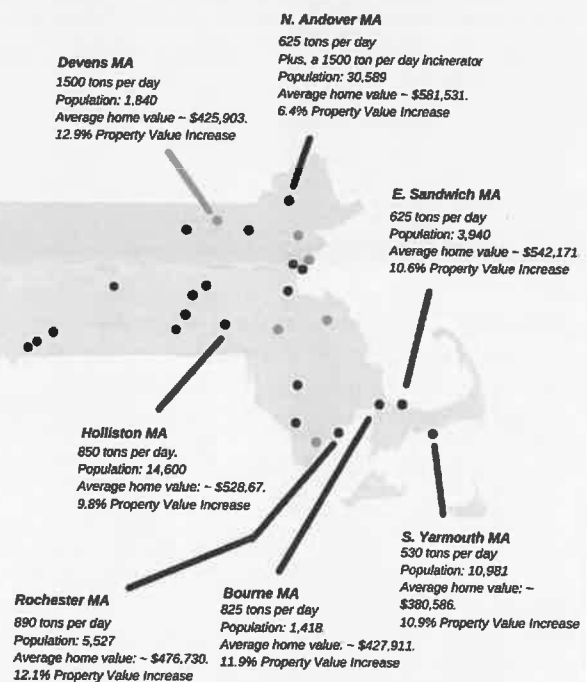 N. Andover MA
625 tons per day
Plus, a 1500 ton per day incinerator
Population: 30,589
Average home value ~ $581,531.
6.4% Property Value Increase
Devens MA
1500 tons per day
Population: 1,840
Average home value ~ $425,903.
12.9% Property Value Increase
E. Sandwich MA
625 tons per day
Population: 3,940
Average home value ~ $542,171
10.6% Property Value Increase
Holliston MA
850 tons per day.
Population: 14,600
Average home value: ~ $528.67.
9.8% Property Value Increase
S. Yarmouth MA
530 tons per day
Population: 10,981
Average home value: ~
$380,586.
10.9% Property Value Increase
Rochester MA
890 tons per day
Population: 5,527
Average home value: ~ $476,730.
12.1% Property Value Increase
Bourne MA
825 tons per day
Population: 1,418
Average home value. ~ $427,911.
11.9% Property Value Increase